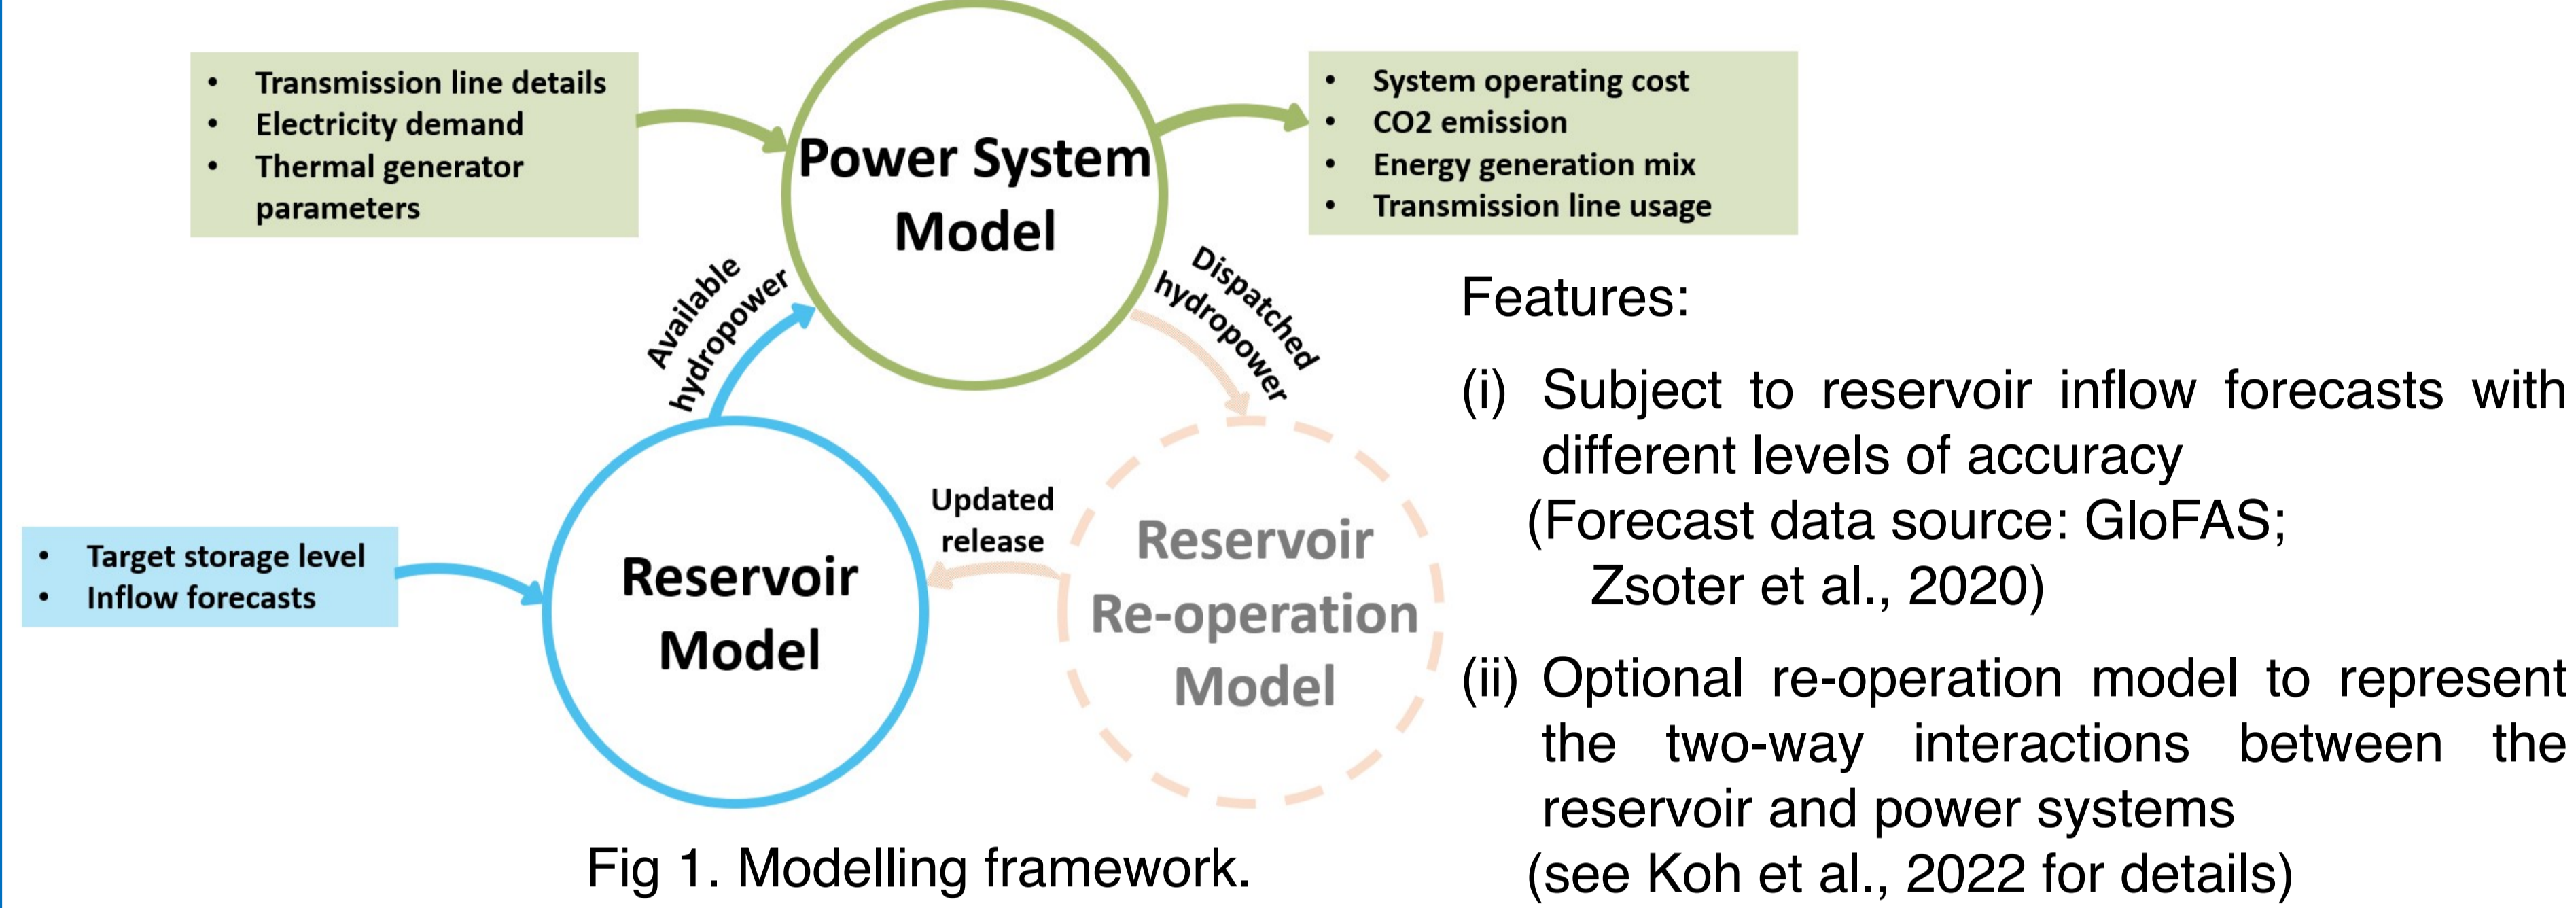 • Transmission line details
• Electricity demand
• Thermal generator
parameters
Power System
Model
• System operating cost
• CO2 emission
• Energy generation mix
• Transmission line usage
Available
hydropower
Dispatched
hydropower
• Target storage level
• Inflow forecasts
Reservoir
Model
Updated
release
Reservoir
Re-operation
Model
Fig 1. Modelling framework.
Features:
(i) Subject to reservoir inflow forecasts with
different levels of accuracy
(Forecast data source: GloFAS;
Zsoter et al., 2020)
(ii) Optional re-operation model to represent
the two-way interactions between the
reservoir and power systems
(see Koh et al., 2022 for details)